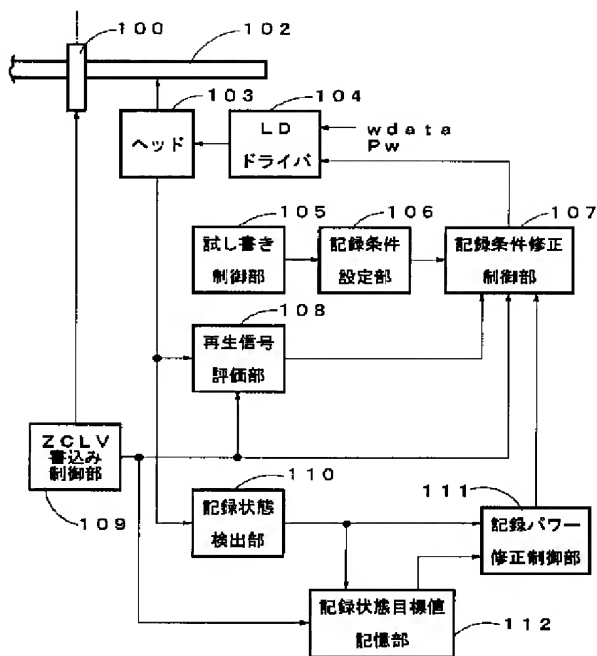 100
102
103
104
ヘッド
LD
ドライバ
wdata
Pw
105
106
107
試し書き
制御部
記録条件
設定部
記録条件修正
制御部
108
再生信号
評価部
ZCLV
書込み
制御部
109
110
111
記録状態
検出部
記録パワー
修正制御部
記録状態目標値
記憶部
112